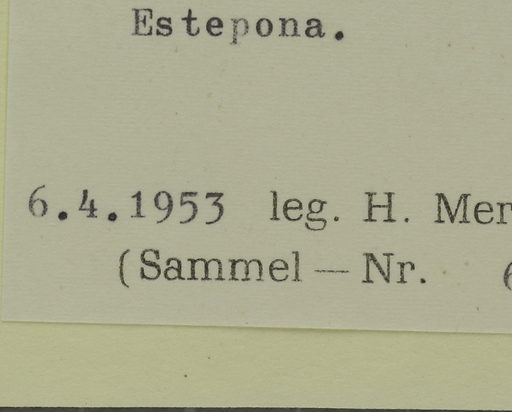 Estepona.
6.4.1953 leg. H. Mer
(Sammel — Nr.